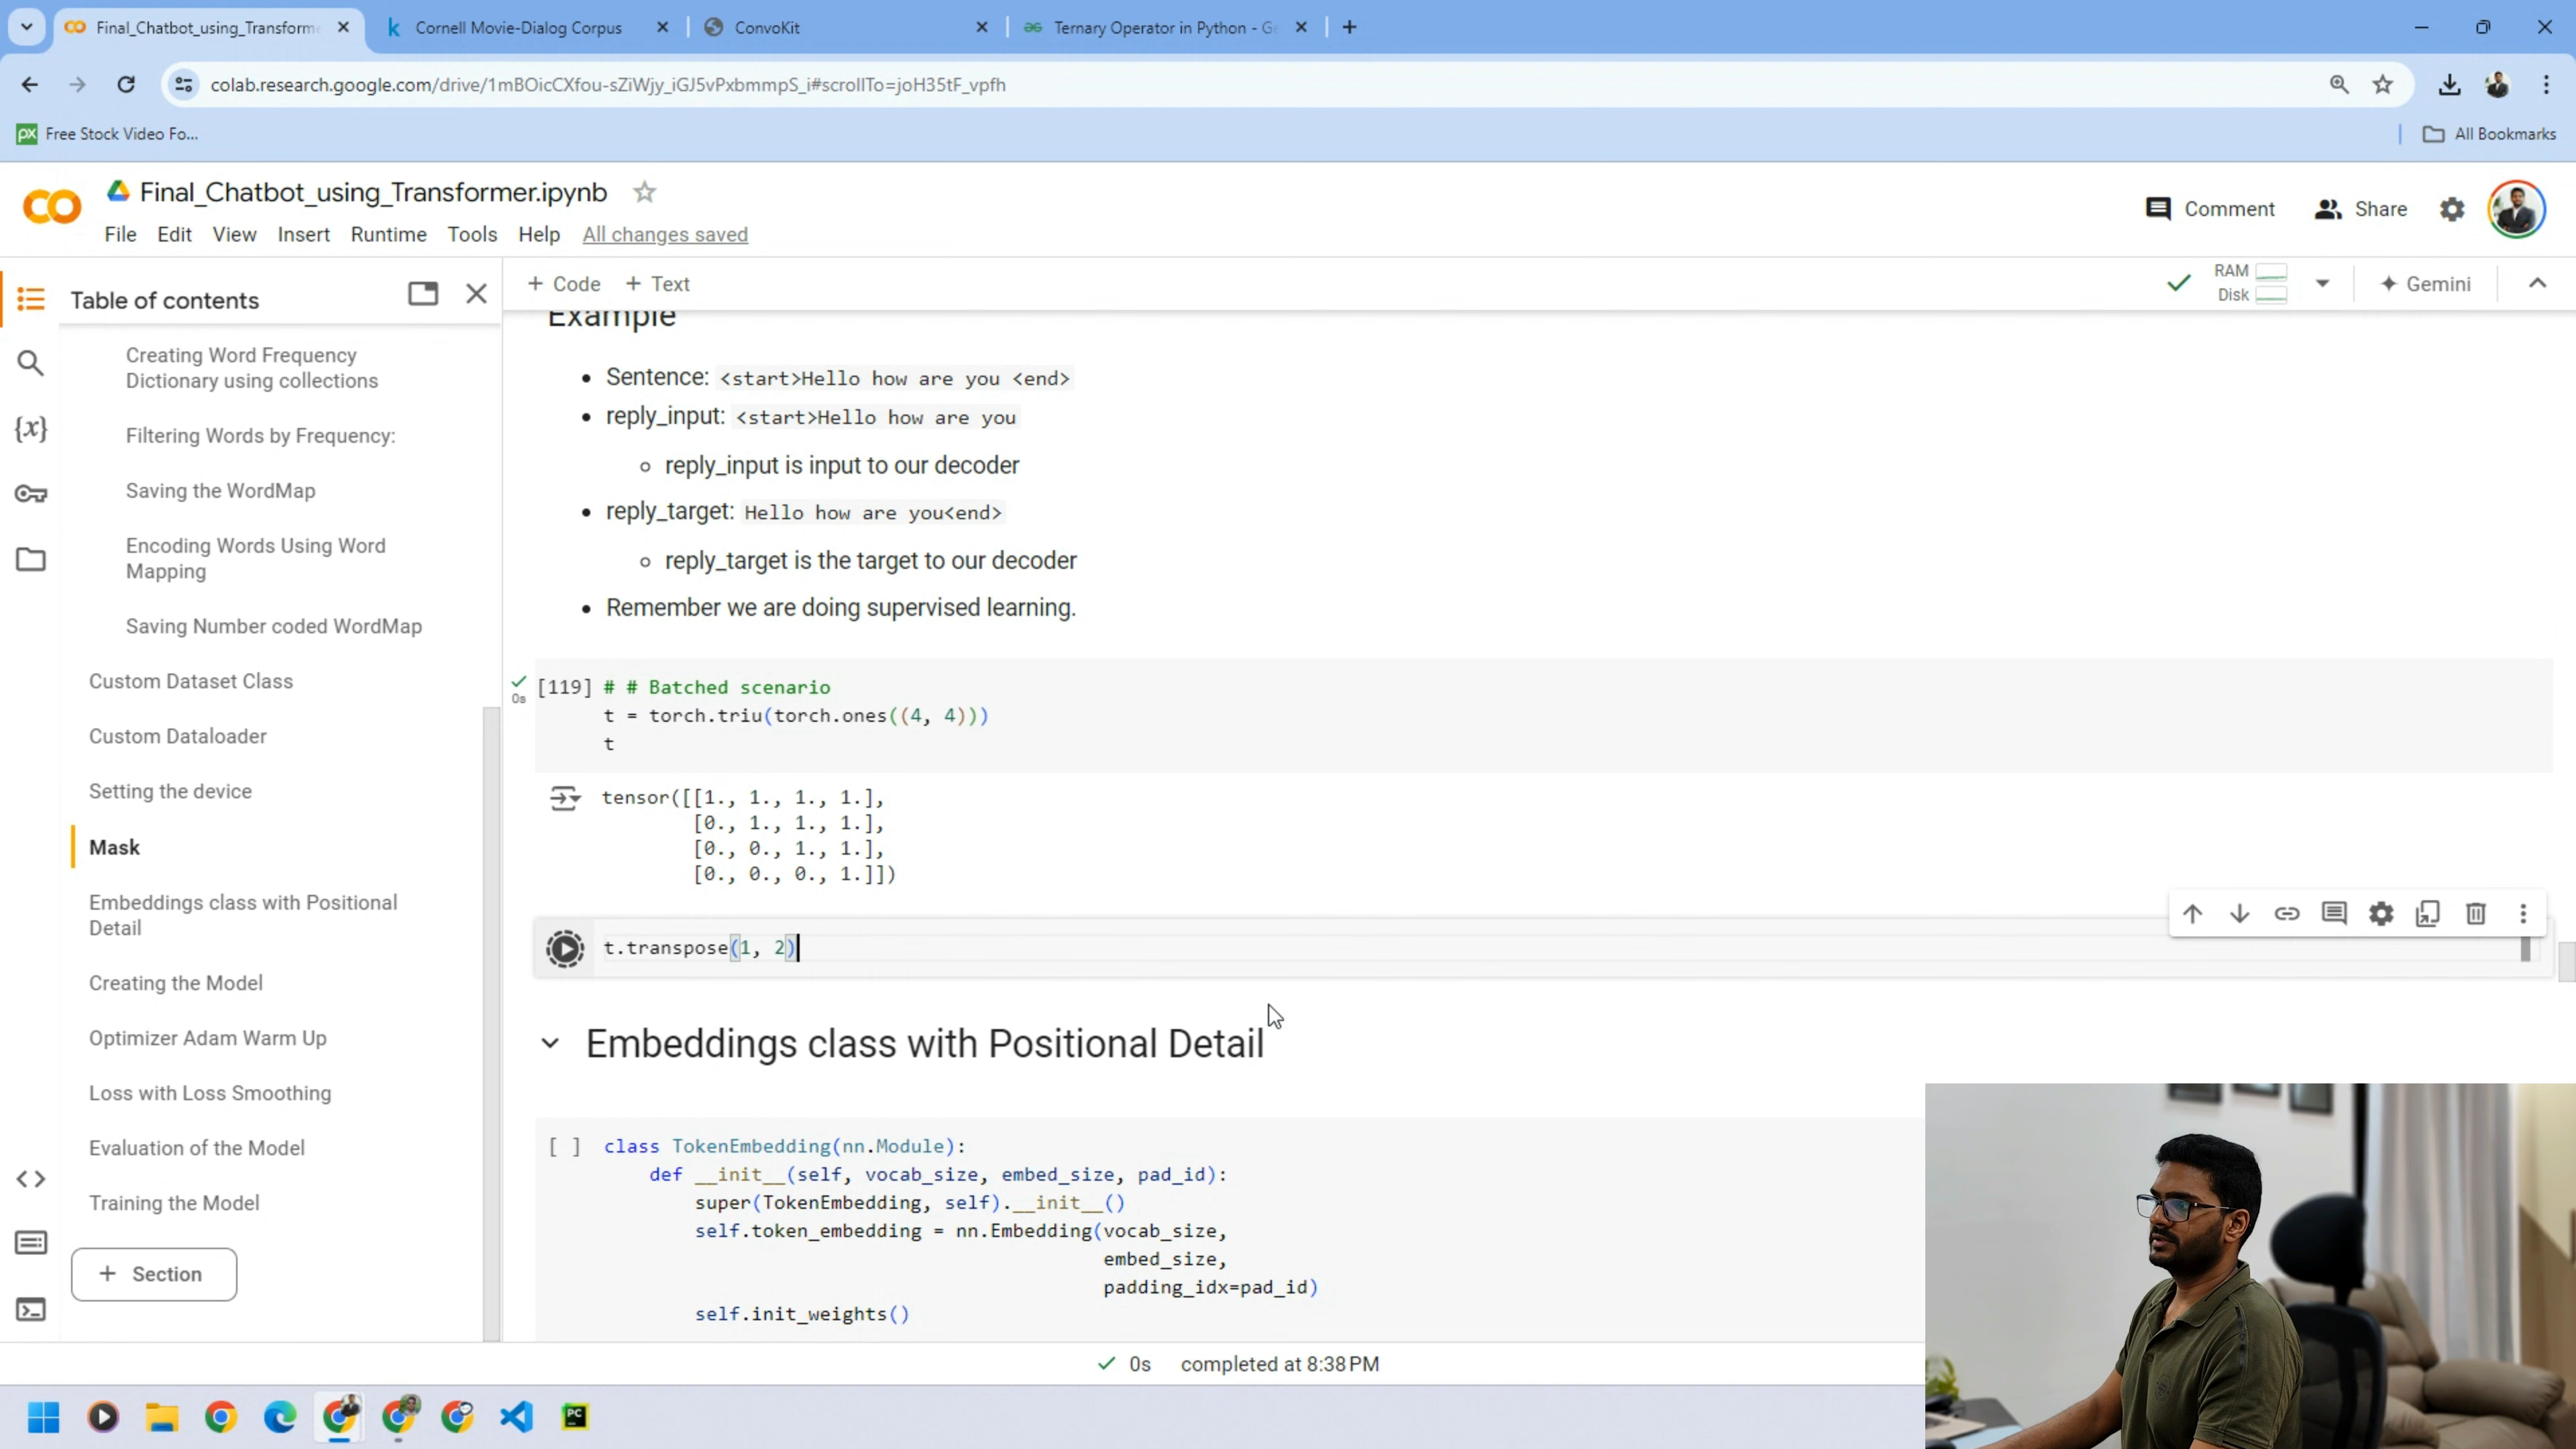 Final_Chatbot_using_Transforme
Cornell Movie-Dialog Corpus
ConvoKit
Ternary Operator in Python - Ge
colab.research.google.com/drive/1mBOicCXfou-sZiWjy_iGJ5vPxbmmpS_i#scrollTo=joH35tF_vpfh
px Free Stock Video Fo...
All Bookmarks
Final_Chatbot_using_Transformer.ipynb
Comment
Share
File Edit View Insert Runtime Tools Help All changes saved
Table of contents
+ Code + Text
RAM
Disk
Gemini
Creating Word Frequency
Dictionary using collections
Filtering Words by Frequency:
Saving the WordMap
Encoding Words Using Word
Mapping
Saving Number coded WordMap
Custom Dataset Class
Custom Dataloader
Setting the device
Mask
Embeddings class with Positional
Detail
Creating the Model
Optimizer Adam Warm Up
Loss with Loss Smoothing
Evaluation of the Model
Training the Model
+ Section
Example
• Sentence: <start>Hello how are you <end>
• reply_input: <start>Hello how are you
reply_input is input to our decoder
• reply_target: Hello how are you<end>
reply_target is the target to our decoder
• Remember we are doing supervised learning.
0s
[119] # # Batched scenario
t = torch.triu(torch.ones((4, 4)))
t
tensor([[1., 1., 1., 1.],
[0., 1., 1., 1.],
[0., 0., 1., 1.],
[0., 0., 0., 1.]])
t.transpose(1, 2)
Embeddings class with Positional Detail
[ ] class TokenEmbedding(nn.Module):
def __init__(self, vocab_size, embed_size, pad_id):
super(TokenEmbedding, self).__init__()
self.token_embedding = nn.Embedding(vocab_size,
embed_size,
padding_idx=pad_id)
self.init_weights()
0s completed at 8:38 PM
PC